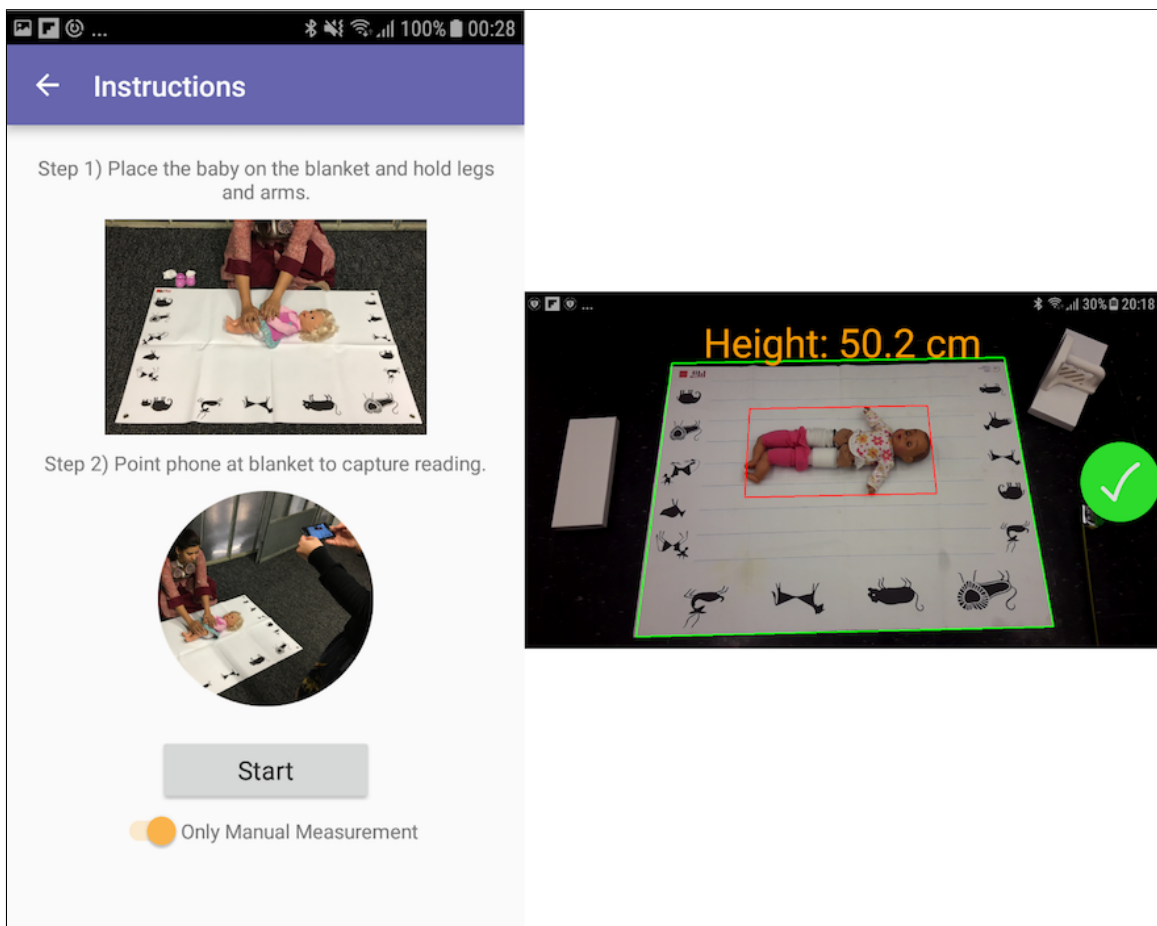 ... 100% 00:28
Instructions
Step 1) Place the baby on the blanket and hold legs
and arms.
Step 2) Point phone at blanket to capture reading.
Start
Only Manual Measurement
... 30% 20:18
Height: 50.2 cm